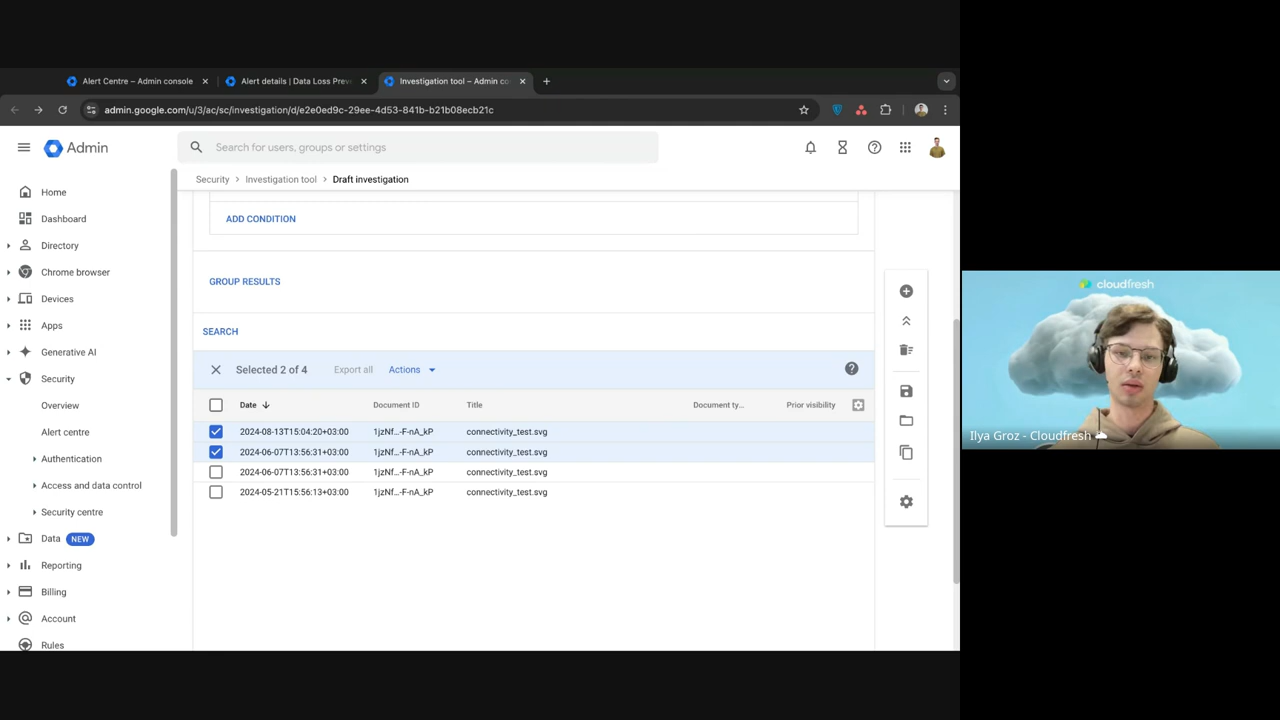 Alert Centre – Admin console
Alert details | Data Loss Prev
Investigation tool – Admin co
admin.google.com/u/3/ac/sc/investigation/d/e2e0ed9c-29ee-4d53-841b-b21b08ecb21c
Admin
Search for users, groups or settings
Security > Investigation tool > Draft investigation
Home
Dashboard
Directory
Chrome browser
Devices
Apps
Generative AI
Security
Overview
Alert centre
Authentication
Access and data control
Security centre
Data NEW
Reporting
Billing
Account
Rules
ADD CONDITION
GROUP RESULTS
SEARCH
Selected 2 of 4 Export all Actions
Date Document ID Title Document ty... Prior visibility
2024-08-13T15:04:20+03:00 1jzNf...-F-nA_kP connectivity_test.svg
2024-06-07T13:56:31+03:00 1jzNf...-F-nA_kP connectivity_test.svg
2024-06-07T13:56:31+03:00 1jzNf...-F-nA_kP connectivity_test.svg
2024-05-21T15:56:13+03:00 1jzNf...-F-nA_kP connectivity_test.svg
cloudfresh
Ilya Groz - Cloudfresh